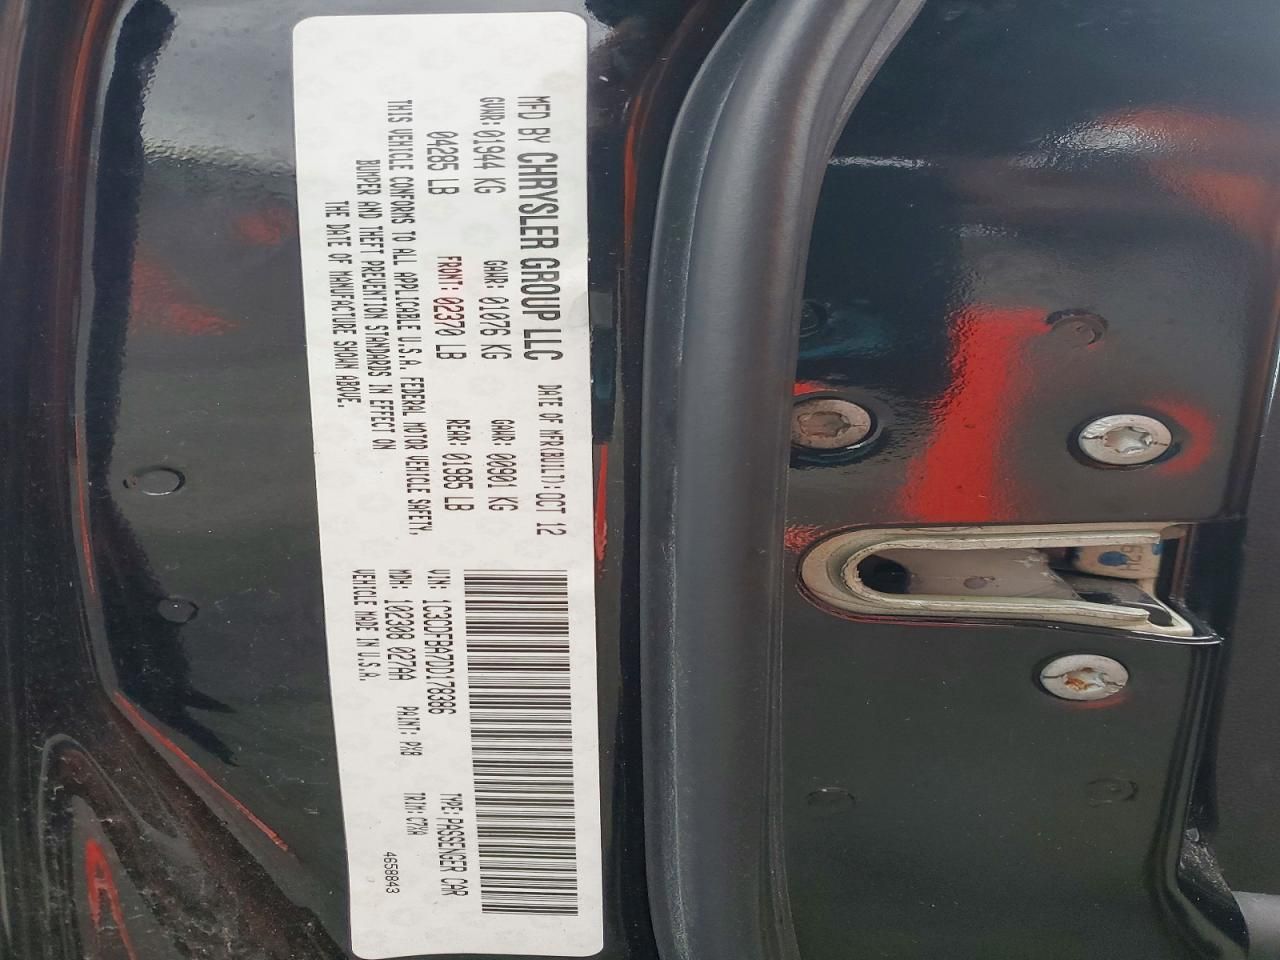 MFD BY CHRYSLER GROUP LLC DATE OF MFR(BUILT): OCT 12
GVWR: 01944 KG GAWR: 01076 KG GAWR: 00901 KG
04285 LB FRONT: 02370 LB REAR: 01985 LB
THIS VEHICLE CONFORMS TO ALL APPLICABLE U.S.A. FEDERAL MOTOR VEHICLE SAFETY,
BUMPER AND THEFT PREVENTION STANDARDS IN EFFECT ON
THE DATE OF MANUFACTURE SHOWN ABOVE.
VIN: 1C3CDFBA7DD178386 TYPE: PASSENGER CAR
MDH: 102308 027AA PAINT: PX8 TRIM: C7XA
VEHICLE MADE IN U.S.A. 4658843